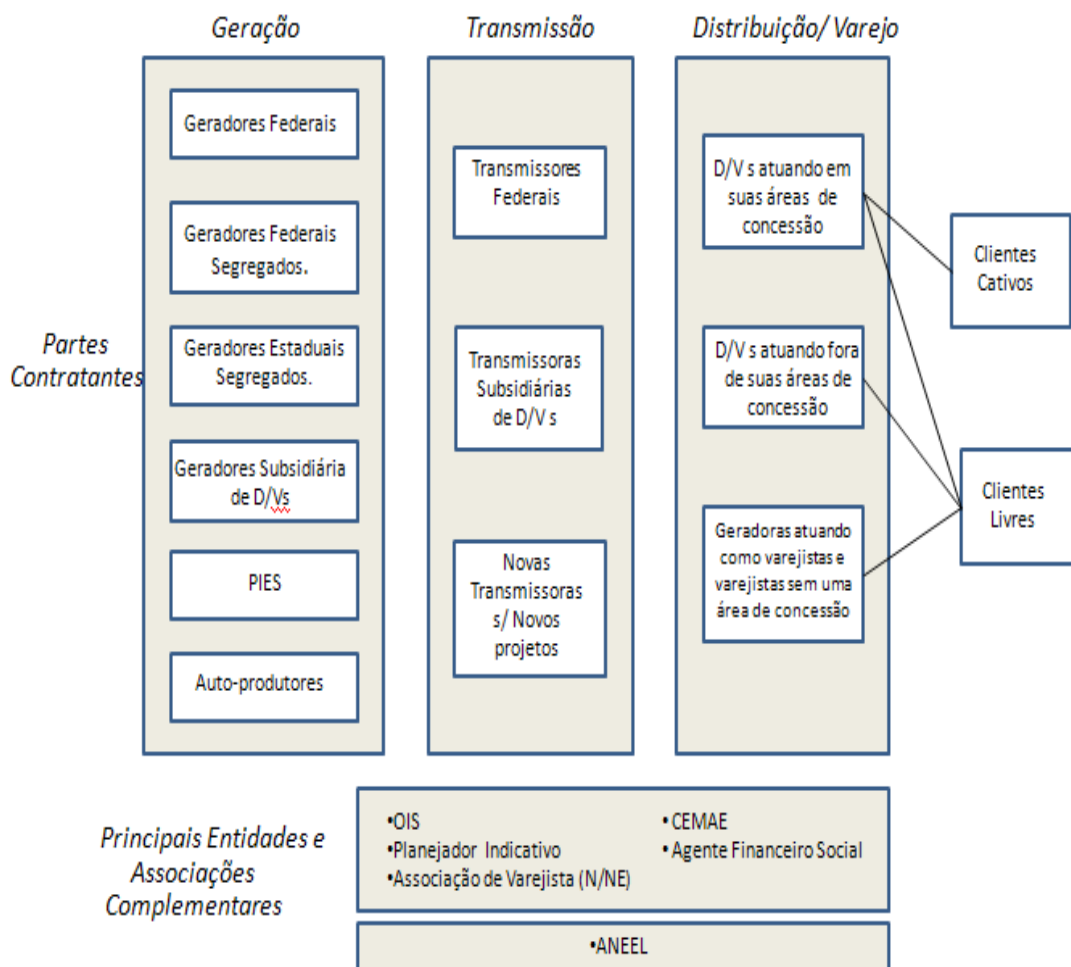 Geração
Transmissão
Distribuição/ Varejo
Partes
Contratantes
Geradores Federais
Geradores Federais
Segregados.
Geradores Estaduais
Segregados.
Geradores Subsidiária
de D/Vs
PIES
Auto-produtores
Transmissores
Federais
Transmissoras
Subsidiárias
de D/V s
Novas
Transmissora
s/ Novos
projetos
D/V s atuando em
suas áreas de
concessão
D/V s atuando fora
de suas áreas de
concessão
Geradoras atuando
como varejistas e
varejistas sem uma
área de concessão
Clientes
Cativos
Clientes
Livres
Principais Entidades e
Associações
Complementares
•OIS
•Planejador Indicativo
•Associação de Varejista (N/NE)
•CEMAE
•Agente Financeiro Social
•ANEEL